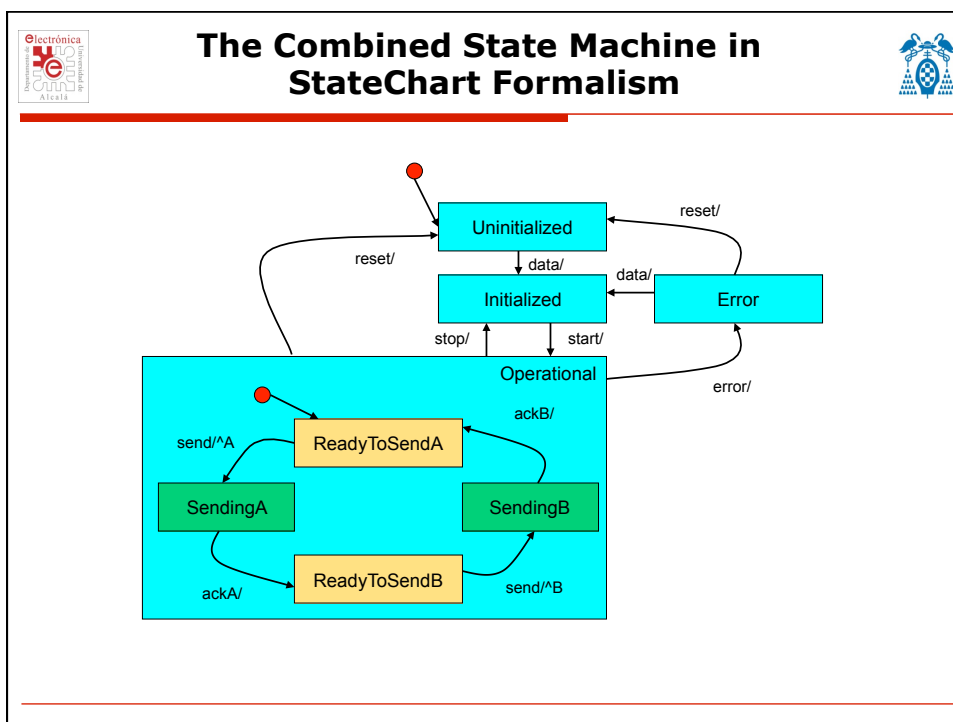 electrónica
Departamento de
Universidad de
Alcalá
The Combined State Machine in
StateChart Formalism
Uninitialized
reset/
reset/
data/
data/
Initialized
Error
stop/
start/
Operational
error/
ackB/
send/^A
ReadyToSendA
SendingA
SendingB
ReadyToSendB
ackA/
send/^B